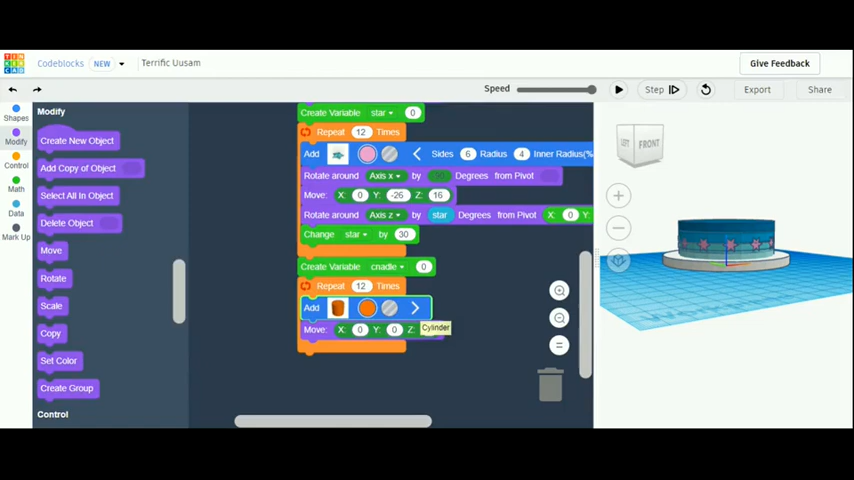 TIN
KER
CAD
Codeblocks NEW Terrific Uusam Give Feedback
Speed Step Export Share
Shapes
Modify
Control
Math
Data
Mark Up
Modify
Create New Object
Add Copy of Object
Select All In Object
Delete Object
Move
Rotate
Scale
Copy
Set Color
Create Group
Control
Create Variable star 0
Repeat 12 Times
Add Sides 6 Radius 4 Inner Radius(%
Rotate around Axis x by 90 Degrees from Pivot
Move: X: 0 Y: -26 Z: 16
Rotate around Axis z by star Degrees from Pivot X: 0 Y:
Change star by 30
Create Variable cnadle 0
Repeat 12 Times
Add
Move: X: 0 Y: 0 Z:
Cylinder
LEFT FRONT